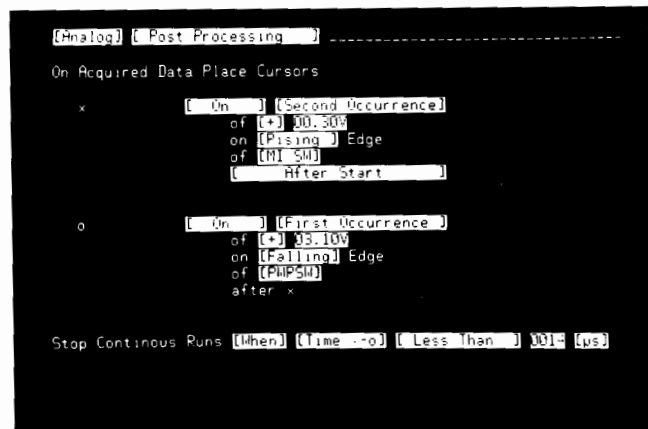 [Analog] [ Post Processing ]
On Acquired Data Place Cursors
x [ On ] [Second Occurrence]
of [+] 00.30V
on [Rising ] Edge
of [MI SW]
[ After Start ]
o [ On ] [First Occurrence ]
of [+] 03.10V
on [Falling] Edge
of [PWPSW]
after x
Stop Continous Runs [When] [Time x-o] [ Less Than ] [µs]